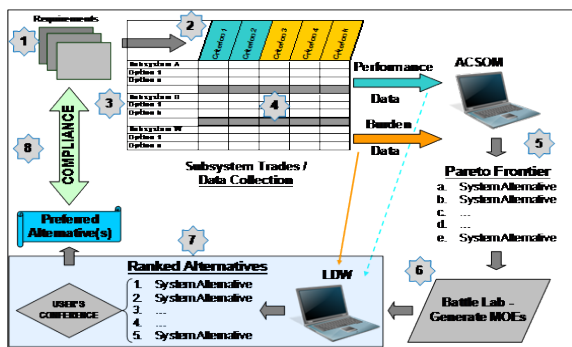 Requirements
1
2
3
4
5
6
7
8
Criterion 1
Criterion 2
Criterion 3
Criterion 4
Criterion k
Subsystem A
Option 1
Option n
Subsystem B
Option 1
Option n
Subsystem W
Option 1
Option n
Performance
Data
Burden
Data
ACSOM
Subsystem Trades /
Data Collection
Pareto Frontier
a. System Alternative
b. System Alternative
c. ...
d. ...
e. System Alternative
COMPLIANCE
Preferred
Alternative(s)
Ranked Alternatives
1. System Alternative
2. System Alternative
3. ...
4. ...
5. System Alternative
LDW
USER'S
CONFERENCE
Battle Lab -
Generate MOEs